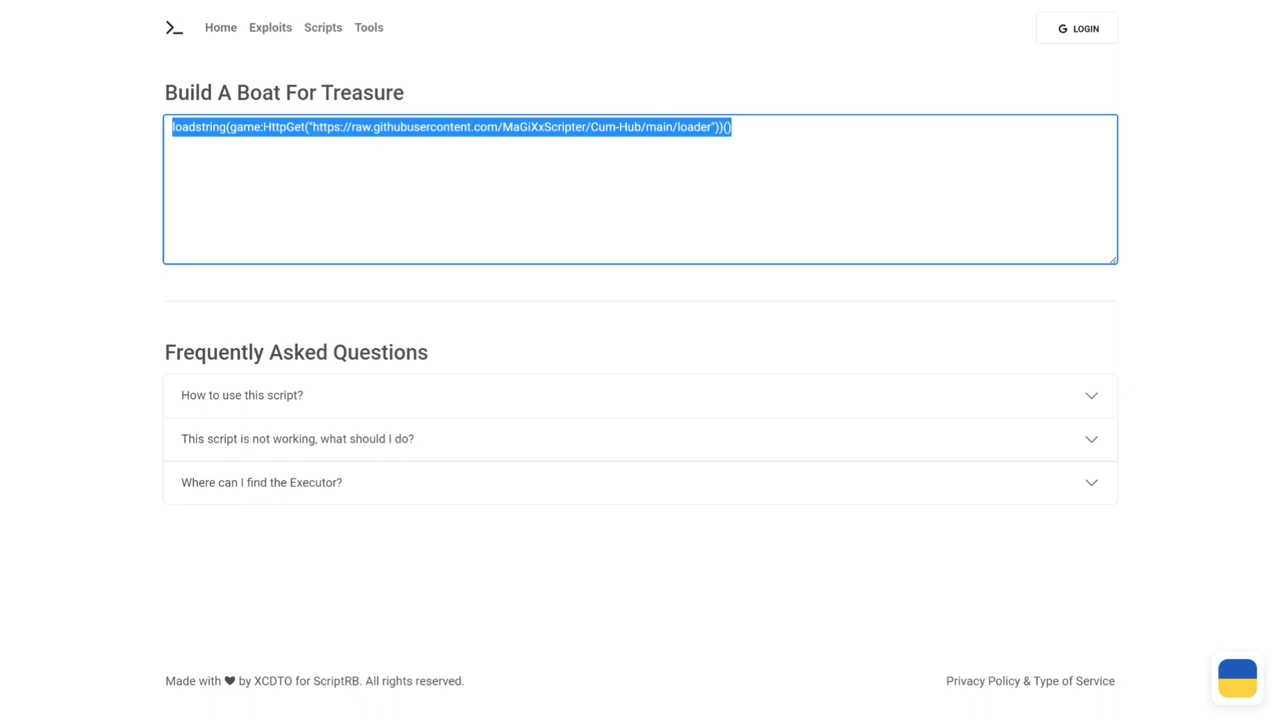 Home Exploits Scripts Tools
LOGIN
Build A Boat For Treasure
loadstring(game:HttpGet("https://raw.githubusercontent.com/MaGiXxScripter/Cum-Hub/main/loader"))()
Frequently Asked Questions
How to use this script?
This script is not working, what should I do?
Where can I find the Executor?
Made with ❤ by XCDTO for ScriptRB. All rights reserved.
Privacy Policy & Type of Service